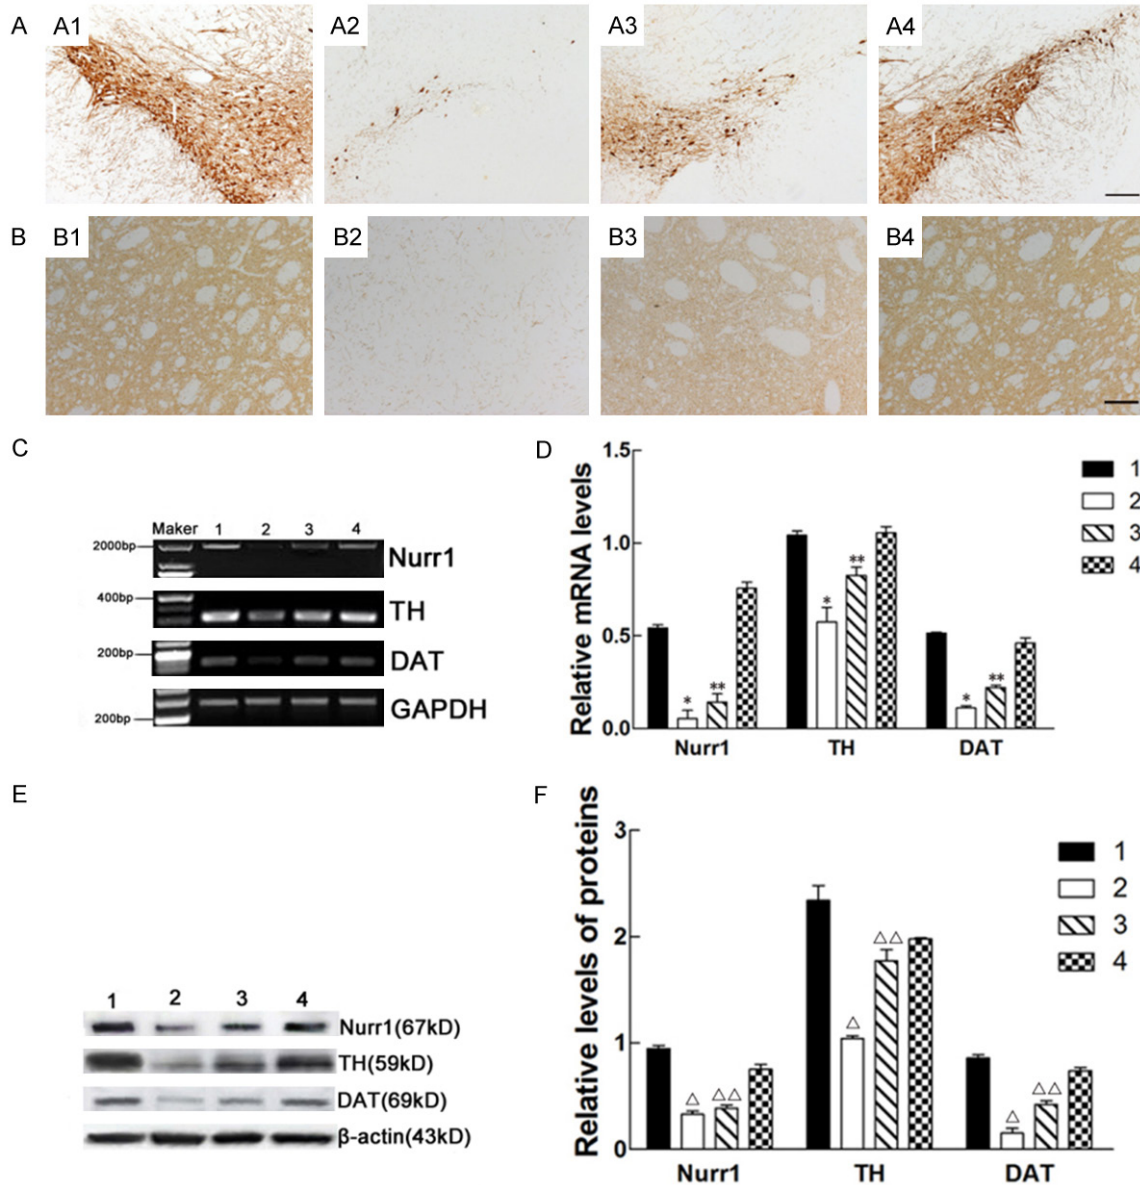 A A1 A2 A3 A4
B B1 B2 B3 B4
C
Maker 1 2 3 4
2000bp
Nurr1
400bp
TH
200bp
DAT
GAPDH
200bp
D
Relative mRNA levels
1.5
1.0
0.5
0.0
* ** * ** * **
Nurr1 TH DAT
1
2
3
4
E
1 2 3 4
Nurr1(67kD)
TH(59kD)
DAT(69kD)
β-actin(43kD)
F
Relative levels of proteins
3
2
1
0
△ △△ △ △△ △ △△
Nurr1 TH DAT
1
2
3
4